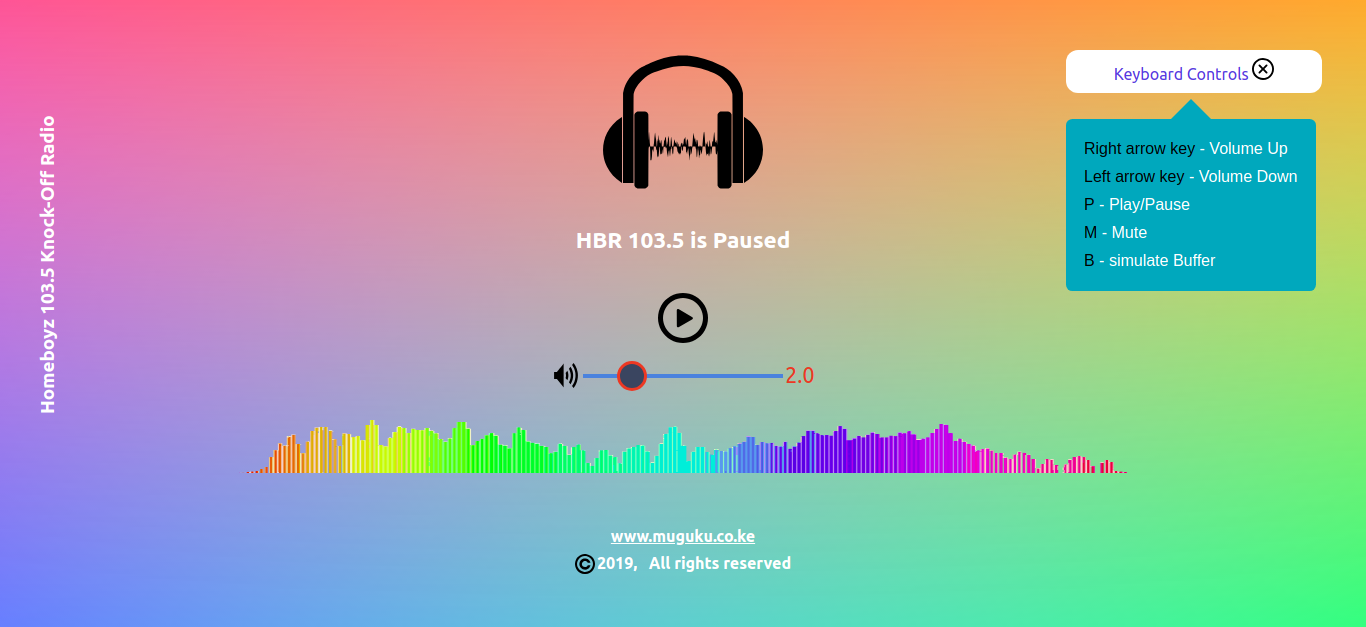 Homeboyz 103.5 Knock-Off Radio
HBR 103.5 is Paused
2.0
Keyboard Controls
Right arrow key - Volume Up
Left arrow key - Volume Down
P - Play/Pause
M - Mute
B - simulate Buffer
www.muguku.co.ke
© 2019, All rights reserved